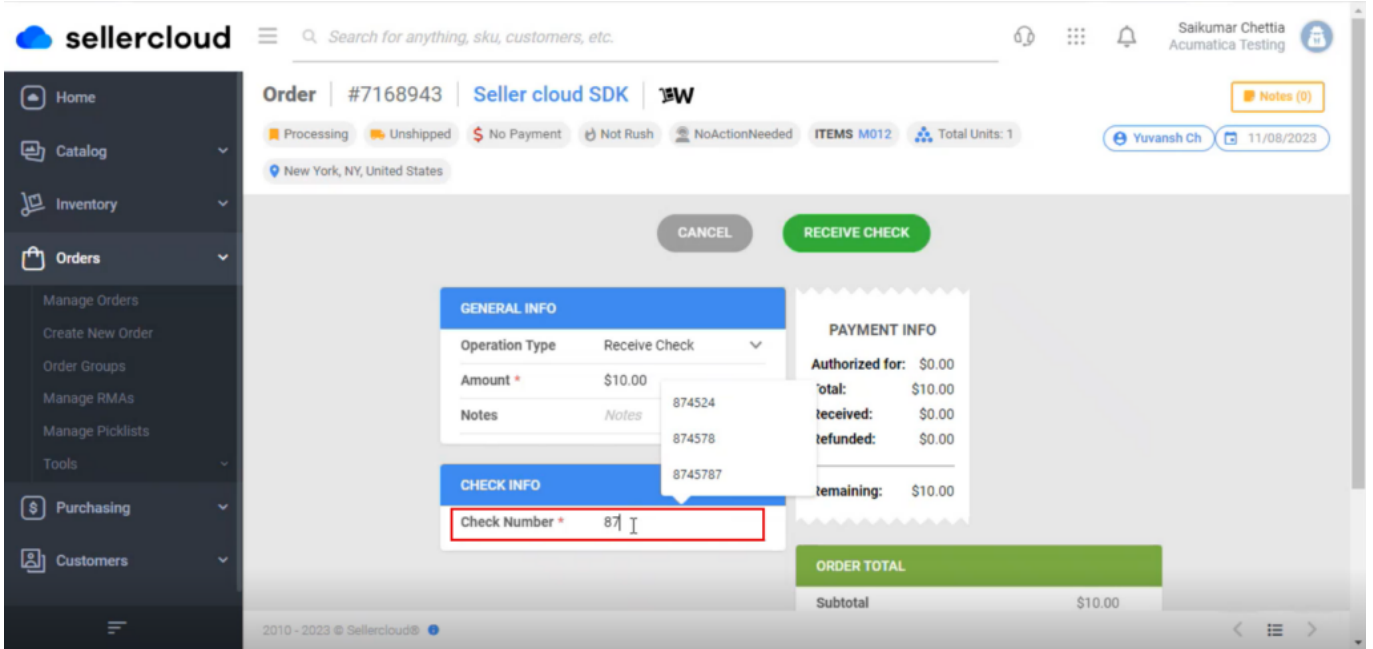 sellercloud
Search for anything, sku, customers, etc.
Saikumar Chettia
Acumatica Testing
Home
Catalog
Inventory
Orders
Manage Orders
Create New Order
Order Groups
Manage RMAs
Manage Picklists
Tools
Purchasing
Customers
Order #7168943 Seller cloud SDK
Notes (0)
Processing Unshipped $ No Payment Not Rush NoActionNeeded ITEMS M012 Total Units: 1
Yuvansh Ch 11/08/2023
New York, NY, United States
CANCEL RECEIVE CHECK
GENERAL INFO
Operation Type Receive Check
Amount * $10.00
Notes Notes
874524
874578
8745787
CHECK INFO
Check Number * 87
PAYMENT INFO
Authorized for: $0.00
otal: $10.00
eceived: $0.00
efunded: $0.00
emaining: $10.00
ORDER TOTAL
Subtotal $10.00
2010 - 2023 © Sellercloud®